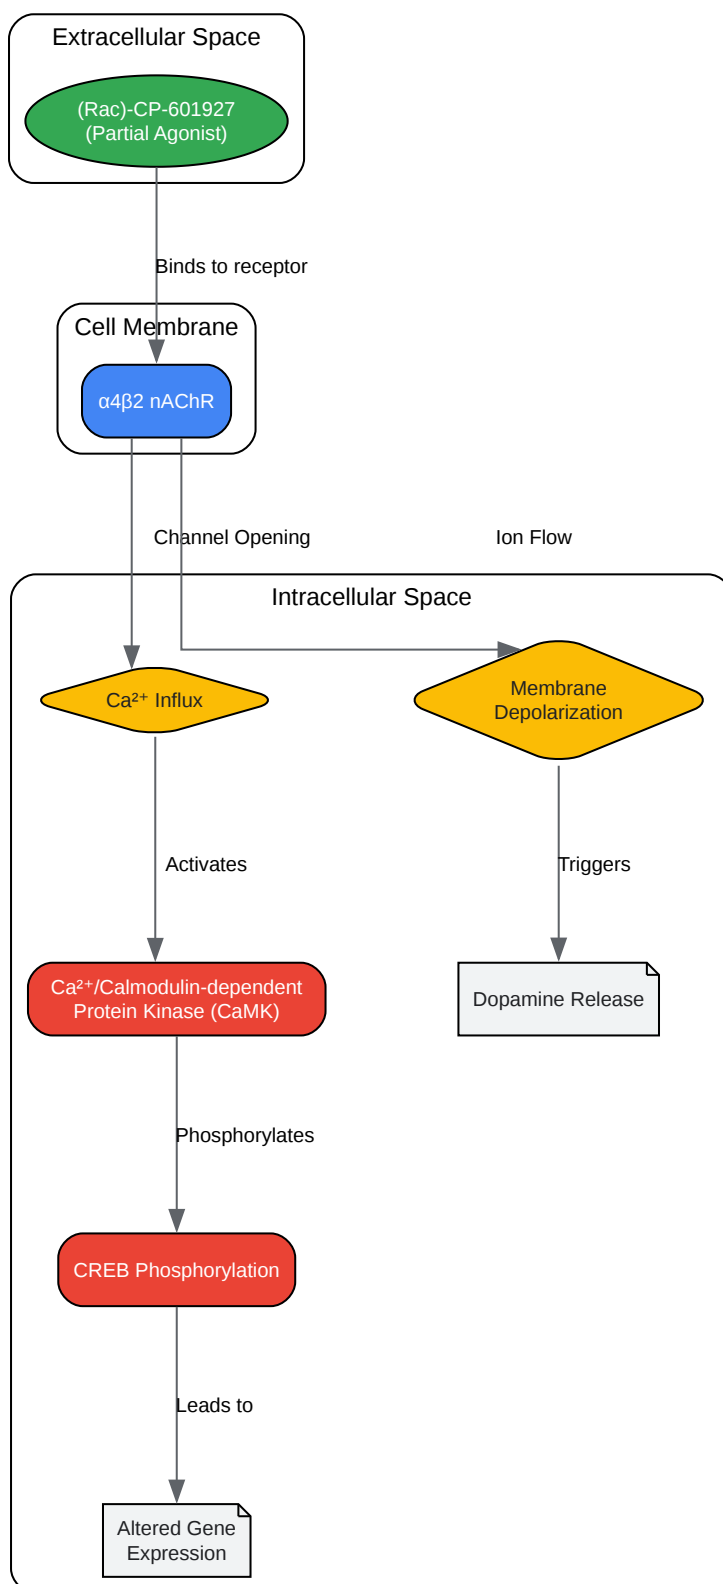 Extracellular Space
(Rac)-CP-601927
(Partial Agonist)
Binds to receptor
Cell Membrane
α4β2 nAChR
Channel Opening
Ion Flow
Intracellular Space
Ca²⁺ Influx
Membrane
Depolarization
Activates
Triggers
Ca²⁺/Calmodulin-dependent
Protein Kinase (CaMK)
Dopamine Release
Phosphorylates
CREB Phosphorylation
Leads to
Altered Gene
Expression